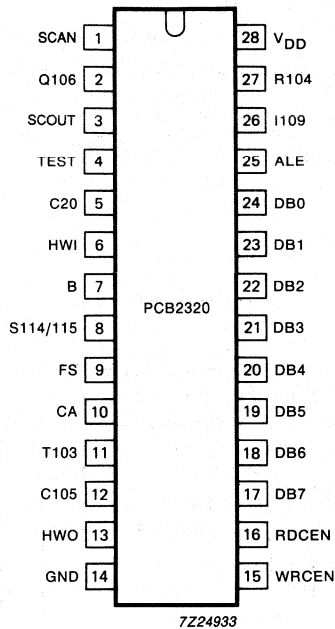 SCAN 1 28 VDD
Q106 2 27 R104
SCOUT 3 26 I109
TEST 4 25 ALE
C20 5 24 DB0
HWI 6 23 DB1
B 7 22 DB2
PCB2320
S114/115 8 21 DB3
FS 9 20 DB4
CA 10 19 DB5
T103 11 18 DB6
C105 12 17 DB7
HWO 13 16 RDCEN
GND 14 15 WRCEN
7Z24933